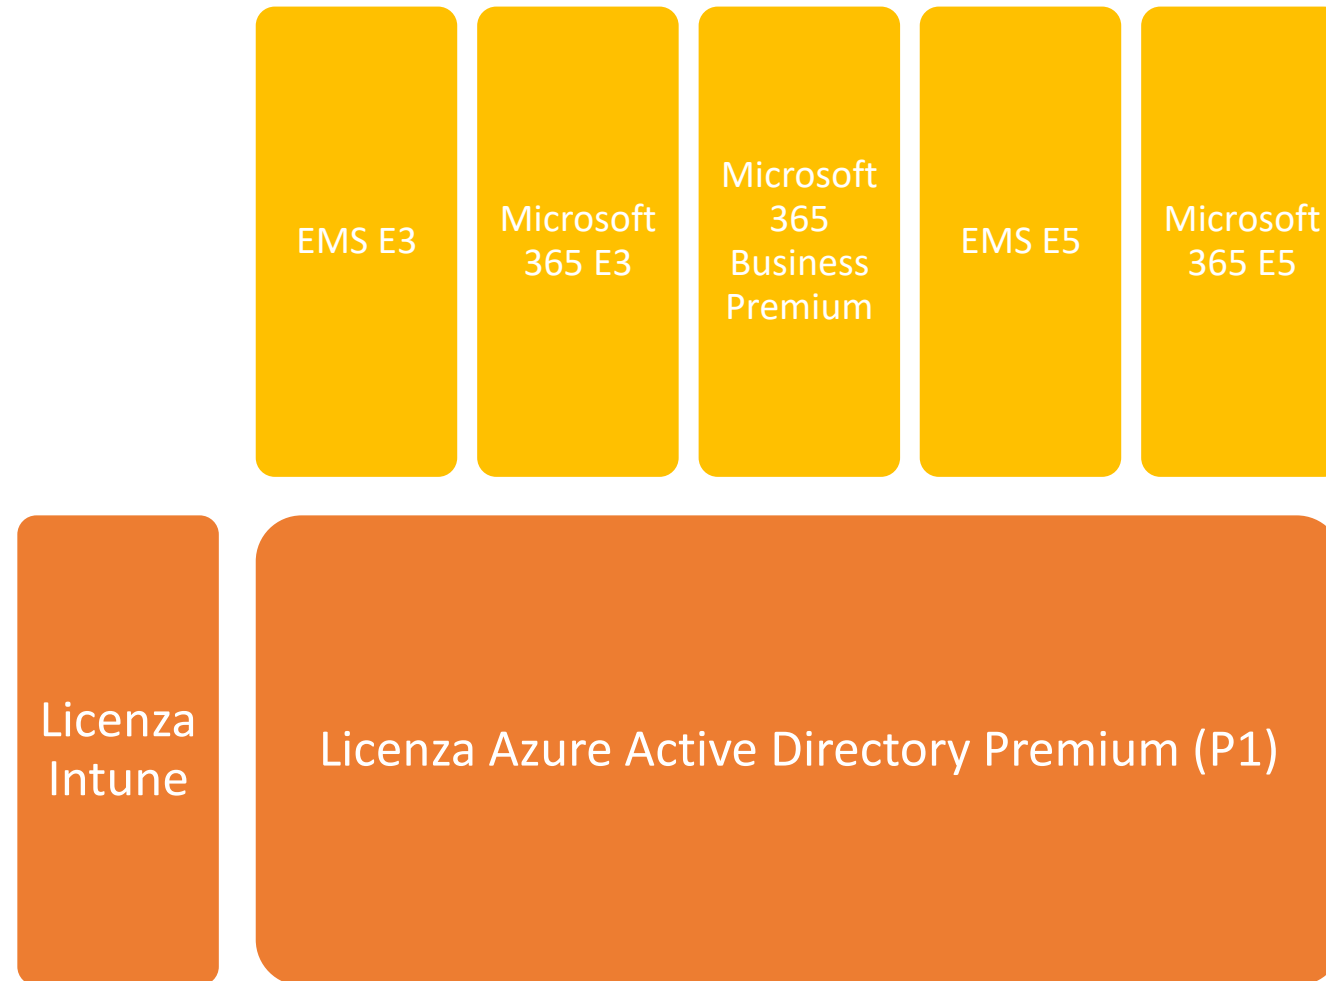 EMS E3
Microsoft
365 E3
Microsoft
365
Business
Premium
EMS E5
Microsoft
365 E5
Licenza
Intune
Licenza Azure Active Directory Premium (P1)